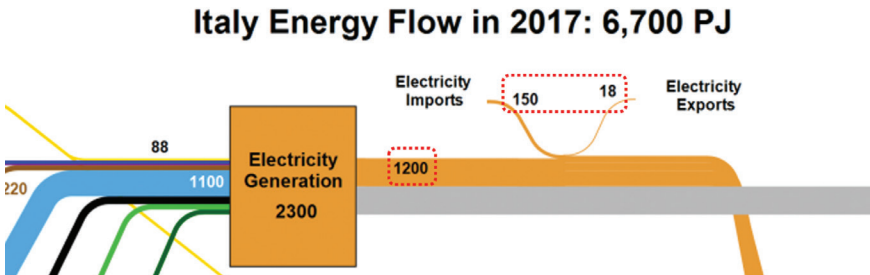 Italy Energy Flow in 2017: 6,700 PJ
Electricity
Imports
150
18
Electricity
Exports
88
Electricity
Generation
2300
1200
1100
220